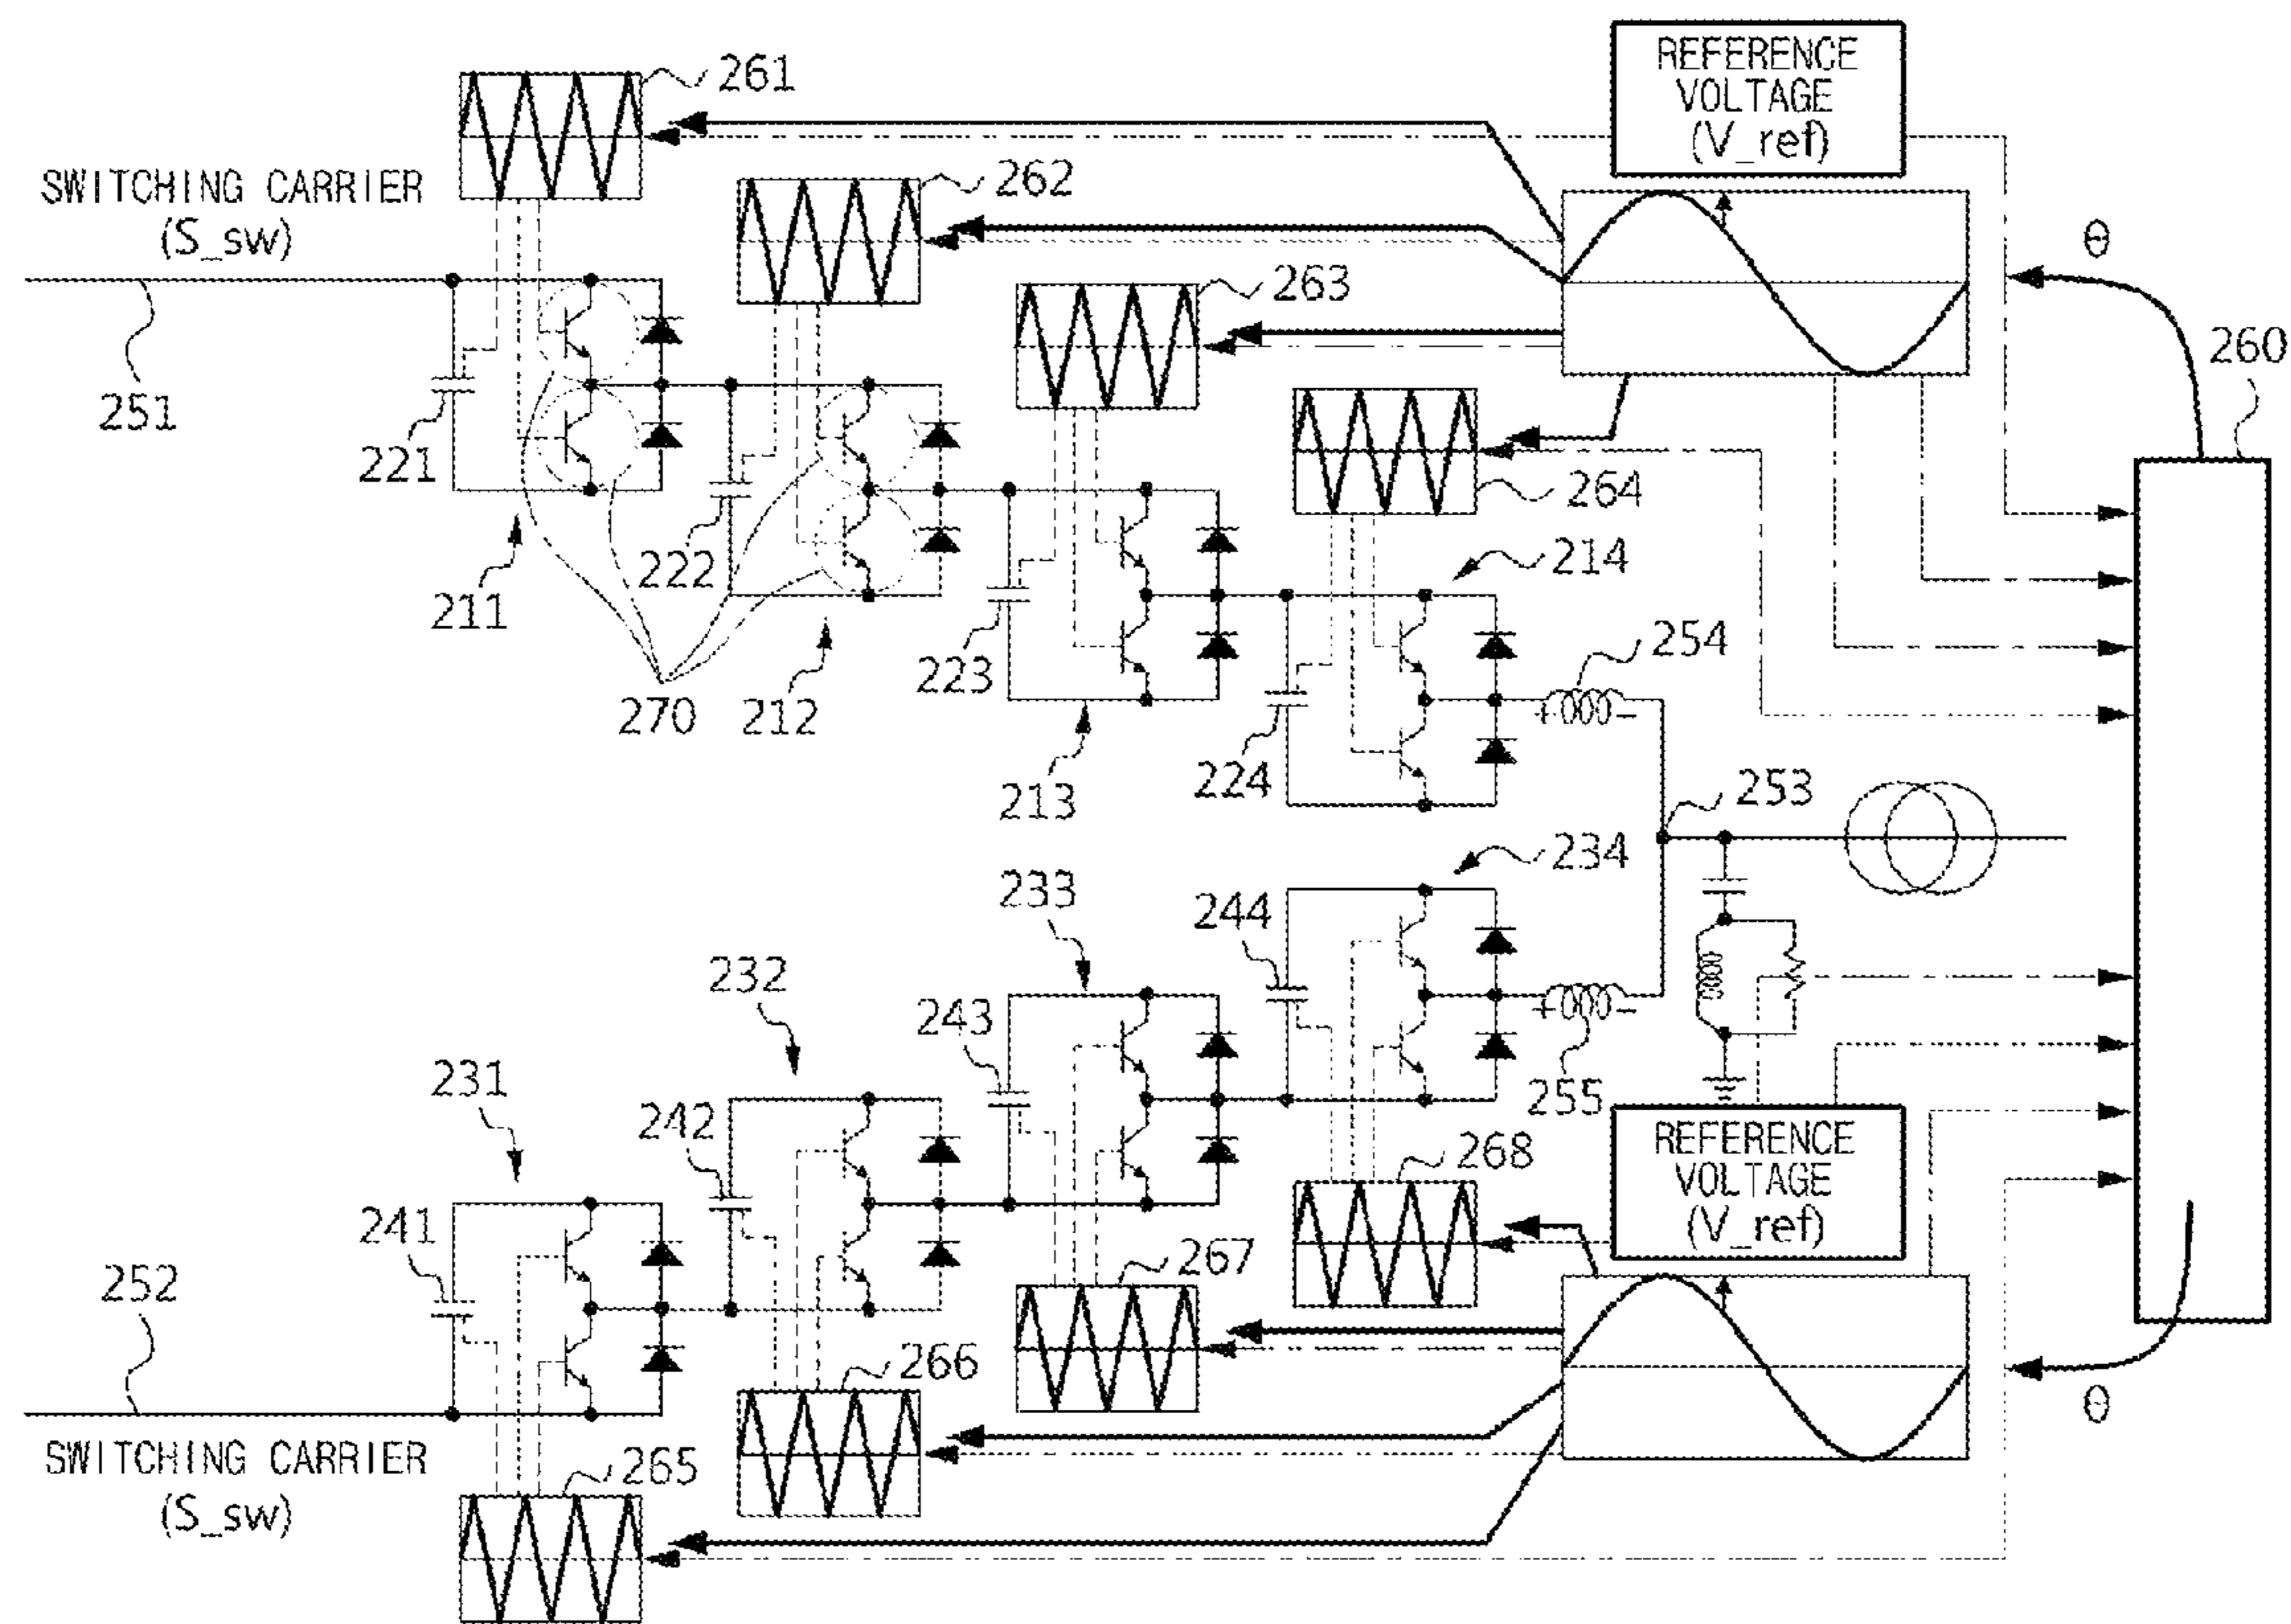 REFERENCE
VOLTAGE
(V_ref)
261
SWITCHING CARRIER
(S_sw)
262
θ
263
260
251
221
264
222
214
211
254
223
270
212
224
213
253
234
233
244
232
243
231
255
242
REFERENCE
VOLTAGE
(V_ref)
268
241
267
252
266
θ
SWITCHING CARRIER
(S_sw)
265